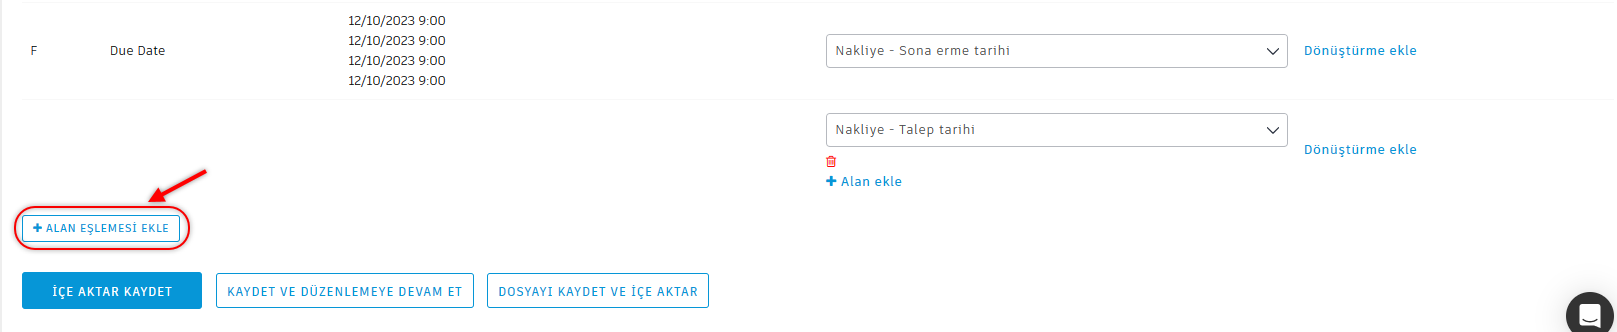 12/10/2023 9:00
12/10/2023 9:00
F Due Date Nakliye - Sona erme tarihi Dönüştürme ekle
12/10/2023 9:00
12/10/2023 9:00
Nakliye - Talep tarihi
Dönüştürme ekle
Alan ekle
ALAN EŞLEMESİ EKLE
İÇE AKTAR KAYDET KAYDET VE DÜZENLEMEYE DEVAM ET DOSYAYI KAYDET VE İÇE AKTAR